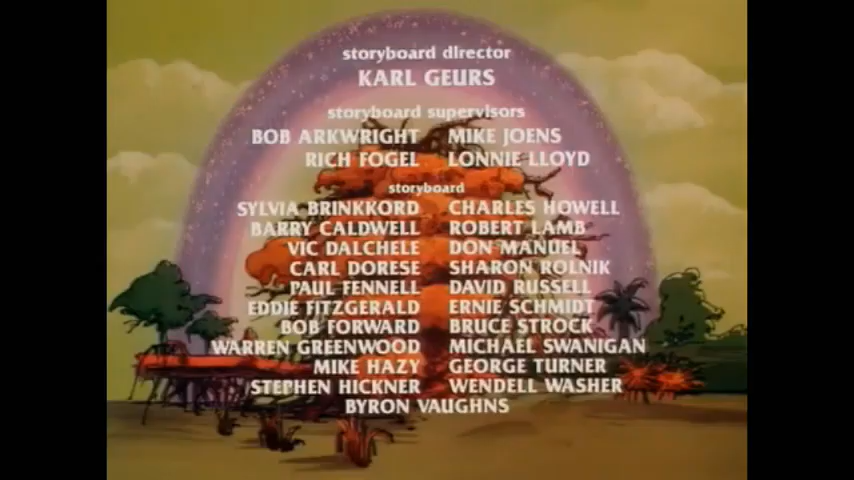 storyboard director
KARL GEURS
storyboard supervisors
BOB ARKWRIGHT MIKE JOENS
RICH FOGEL LONNIE LLOYD
storyboard
SYLVIA BRINKKORD CHARLES HOWELL
BARRY CALDWELL ROBERT LAMB
VIC DALCHELE DON MANUEL
CARL DORESE SHARON ROLNIK
PAUL FENNELL DAVID RUSSELL
EDDIE FITZGERALD ERNIE SCHMIDT
BOB FORWARD BRUCE STROCK
WARREN GREENWOOD MICHAEL SWANIGAN
MIKE HAZY GEORGE TURNER
STEPHEN HICKNER WENDELL WASHER
BYRON VAUGHNS